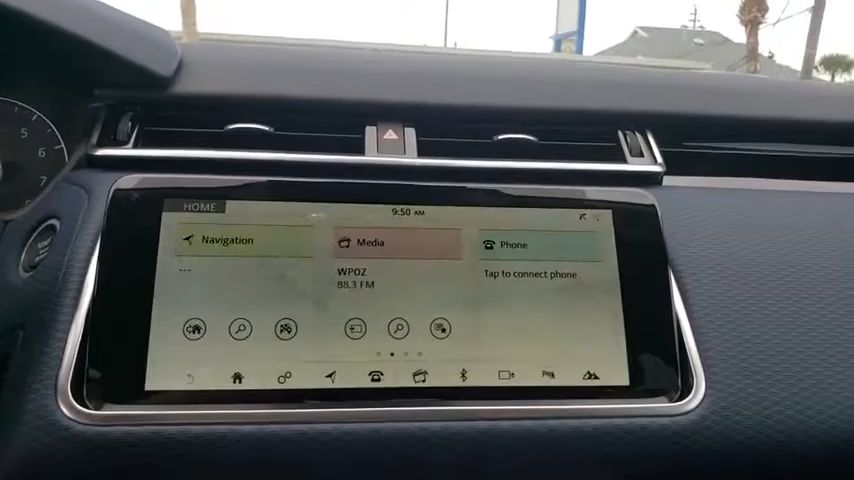 HOME
9:50 AM
Navigation
Media
Phone
...
WPOZ
88.3 FM
Tap to connect phone
5
6
7